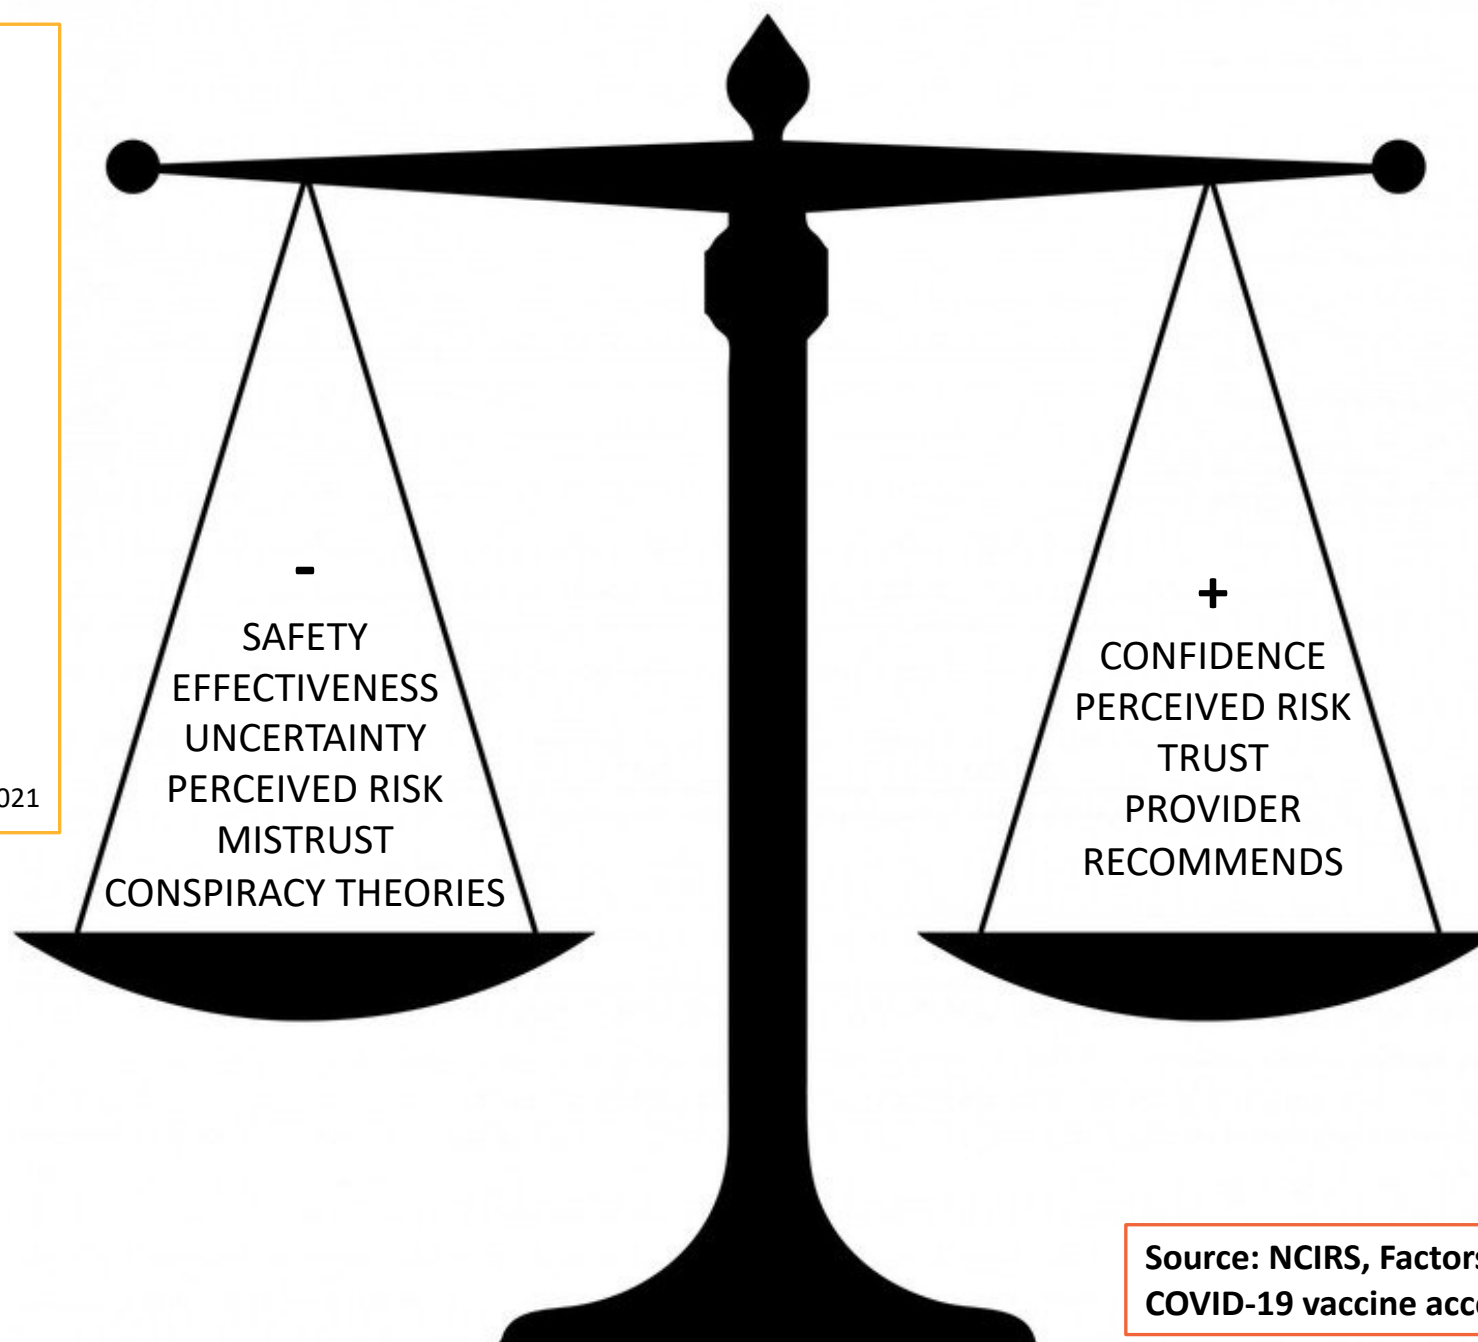 -
SAFETY
EFFECTIVENESS
UNCERTAINTY
PERCEIVED RISK
MISTRUST
CONSPIRACY THEORIES
+
CONFIDENCE
PERCEIVED RISK
TRUST
PROVIDER
RECOMMENDS
Source: NCIRS, Factors
COVID-19 vaccine